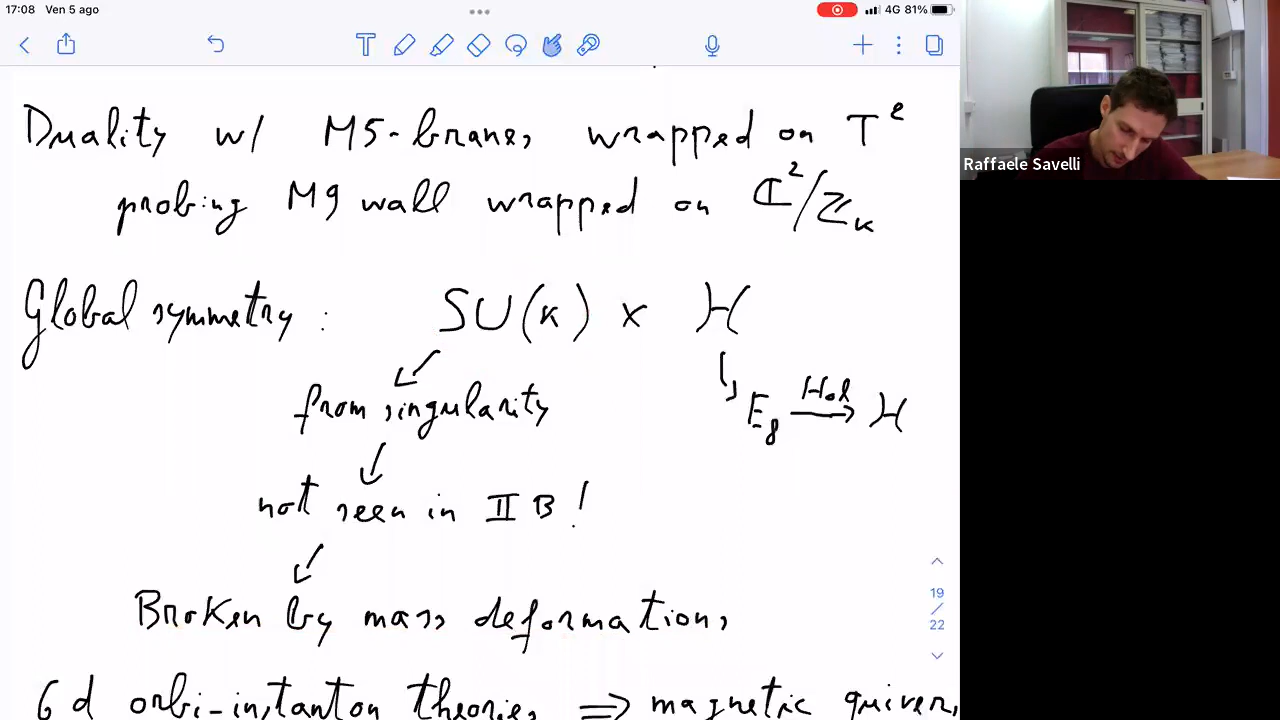 17:08 Ven 5 ago
4G 81%
Duality w/ M5-branes wrapped on T²
probing M9 wall wrapped on ℂ²/ℤₖ
Raffaele Savelli
Global symmetry : SU(k) x H
from singularity
E₈ Hol → H
not seen in IIB!
Broken by mass deformations
19
/
22
6d orbi-instanton theories ⇒ magnetic quivers